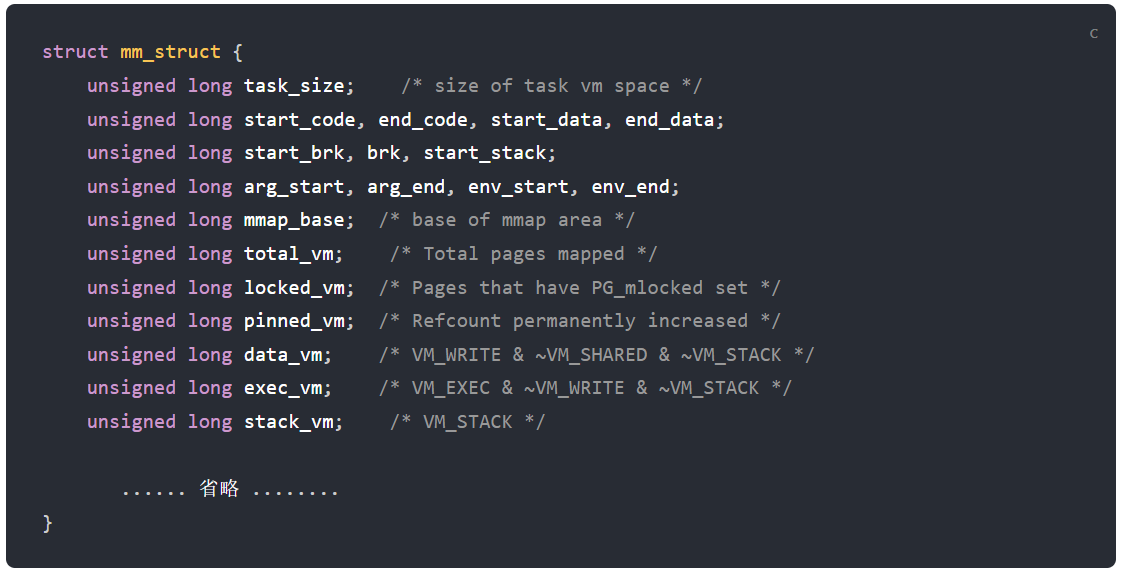 C
struct mm_struct {
    unsigned long task_size;    /* size of task vm space */
    unsigned long start_code, end_code, start_data, end_data;
    unsigned long start_brk, brk, start_stack;
    unsigned long arg_start, arg_end, env_start, env_end;
    unsigned long mmap_base;  /* base of mmap area */
    unsigned long total_vm;    /* Total pages mapped */
    unsigned long locked_vm;  /* Pages that have PG_mlocked set */
    unsigned long pinned_vm;  /* Refcount permanently increased */
    unsigned long data_vm;    /* VM_WRITE & ~VM_SHARED & ~VM_STACK */
    unsigned long exec_vm;    /* VM_EXEC & ~VM_WRITE & ~VM_STACK */
    unsigned long stack_vm;    /* VM_STACK */
       ...... 省略 ........
}